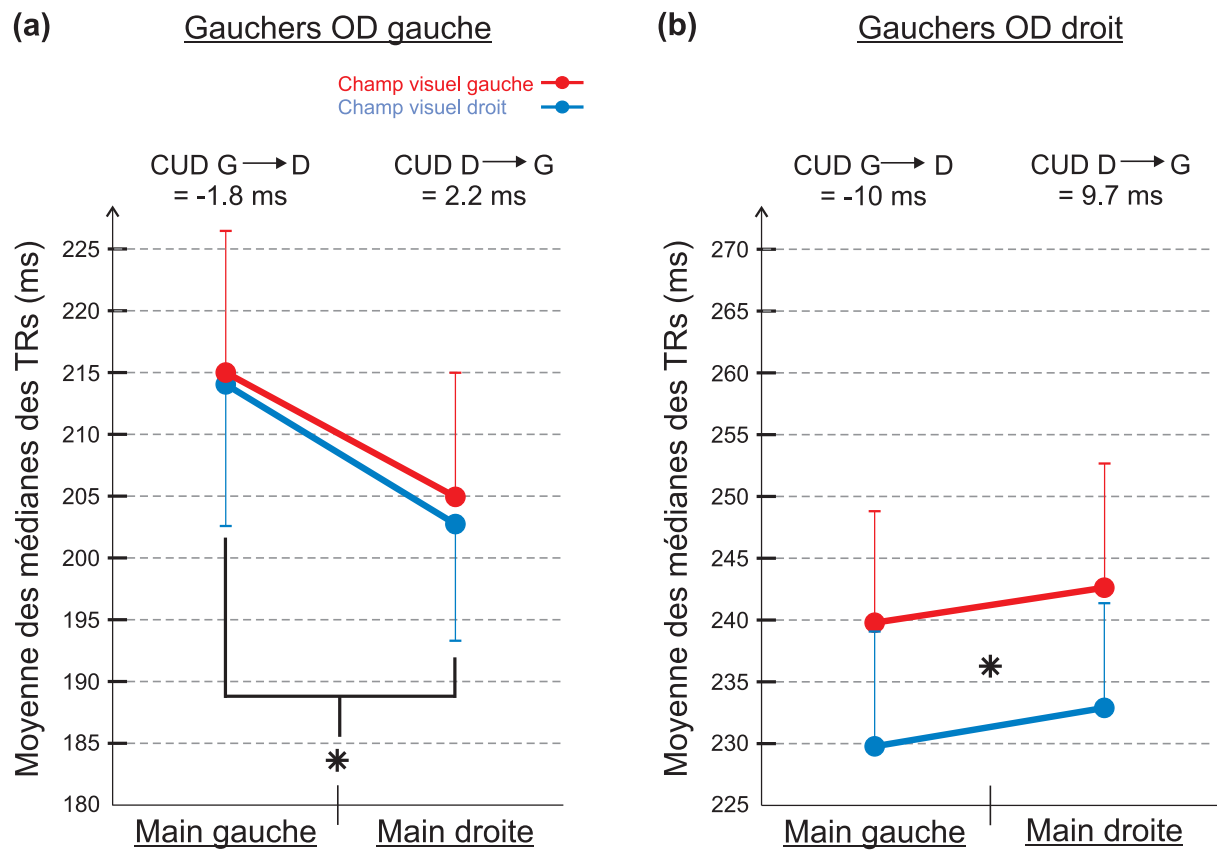 (a) Gauchers OD gauche
Champ visuel gauche
Champ visuel droit
CUD G → D
= -1.8 ms
CUD D → G
= 2.2 ms
Moyenne des médianes des TRs (ms)
225
220
215
210
205
200
195
190
185
180
*
Main gauche
Main droite
(b) Gauchers OD droit
CUD G → D
= -10 ms
CUD D → G
= 9.7 ms
Moyenne des médianes des TRs (ms)
270
265
260
255
250
245
240
235
230
225
*
Main gauche
Main droite